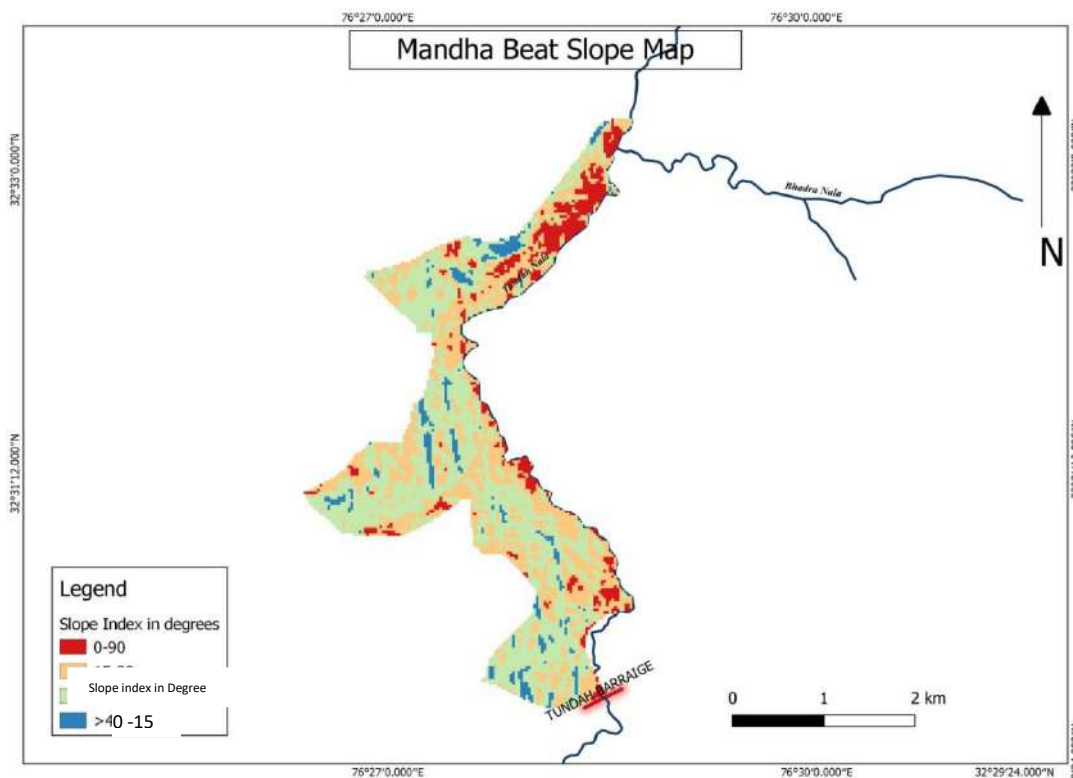 76°27'0.000"E
76°30'0.000"E
Mandha Beat Slope Map
32°33'0.000"N
Bhadra Nala
N
Tundah Nala
32°31'12.000"N
Legend
Slope Index in degrees
0-90
Slope index in Degree
>40 -15
TUNDAH BARRAIGE
0 1 2 km
76°27'0.000"E
76°30'0.000"E
32°29'24.000"N